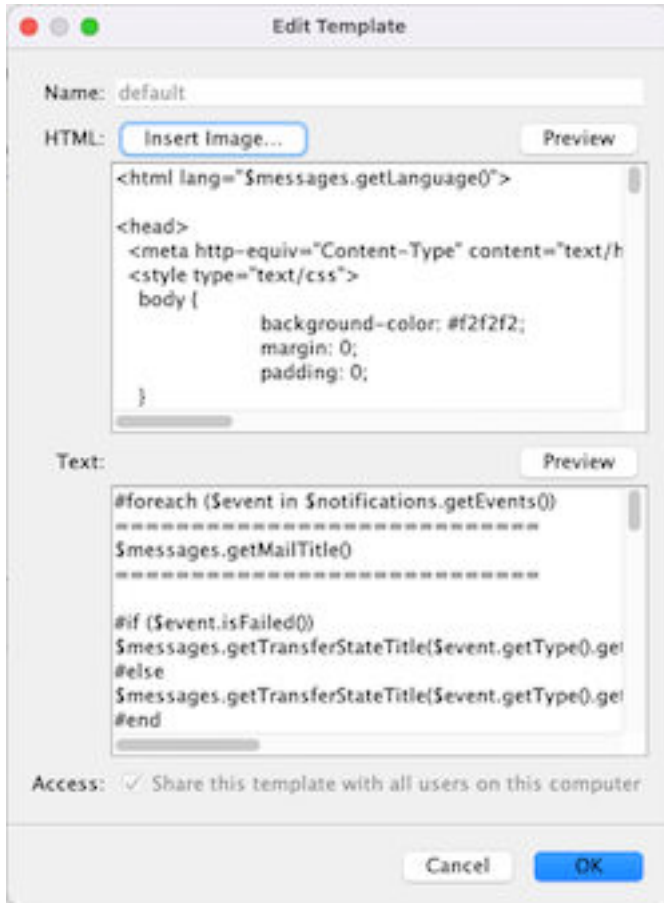 Edit Template
Name: default
HTML: Insert Image... Preview
<html lang="$messages.getLanguage()">
<head>
<meta http-equiv="Content-Type" content="text/h
<style type="text/css">
body {
background-color: #f2f2f2;
margin: 0;
padding: 0;
}
Text: Preview
#foreach ($event in $notifications.getEvents())
==============================
$messages.getMailTitle()
==============================
#if ($event.isFailed())
$messages.getTransferStateTitle($event.getType().get
#else
$messages.getTransferStateTitle($event.getType().get
#end
Access: Share this template with all users on this computer
Cancel OK